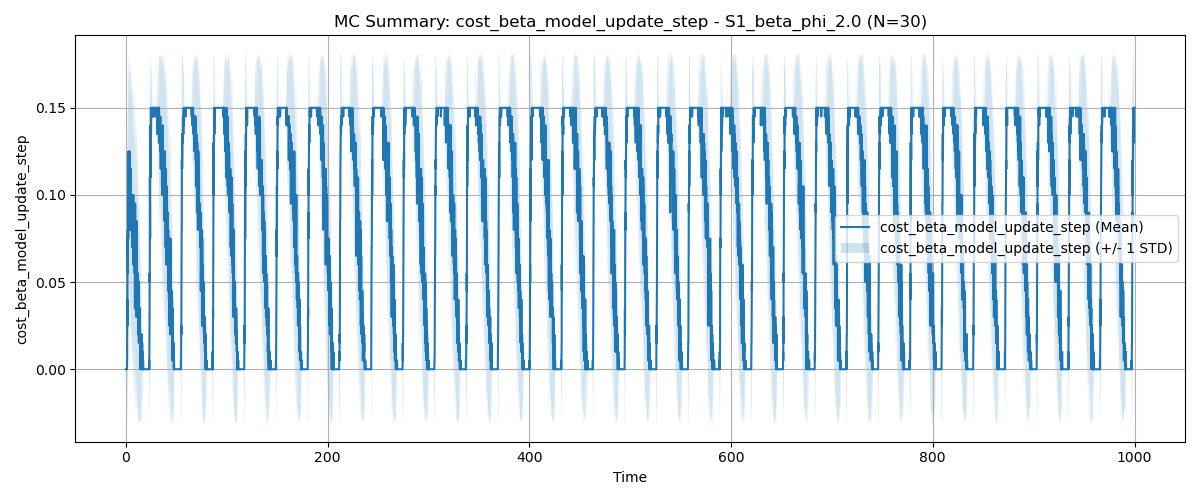 MC Summary: cost_beta_model_update_step - S1_beta_phi_2.0 (N=30)
cost_beta_model_update_step
0.15
0.10
0.05
0.00
cost_beta_model_update_step (Mean)
cost_beta_model_update_step (+/- 1 STD)
0 200 400 600 800 1000
Time